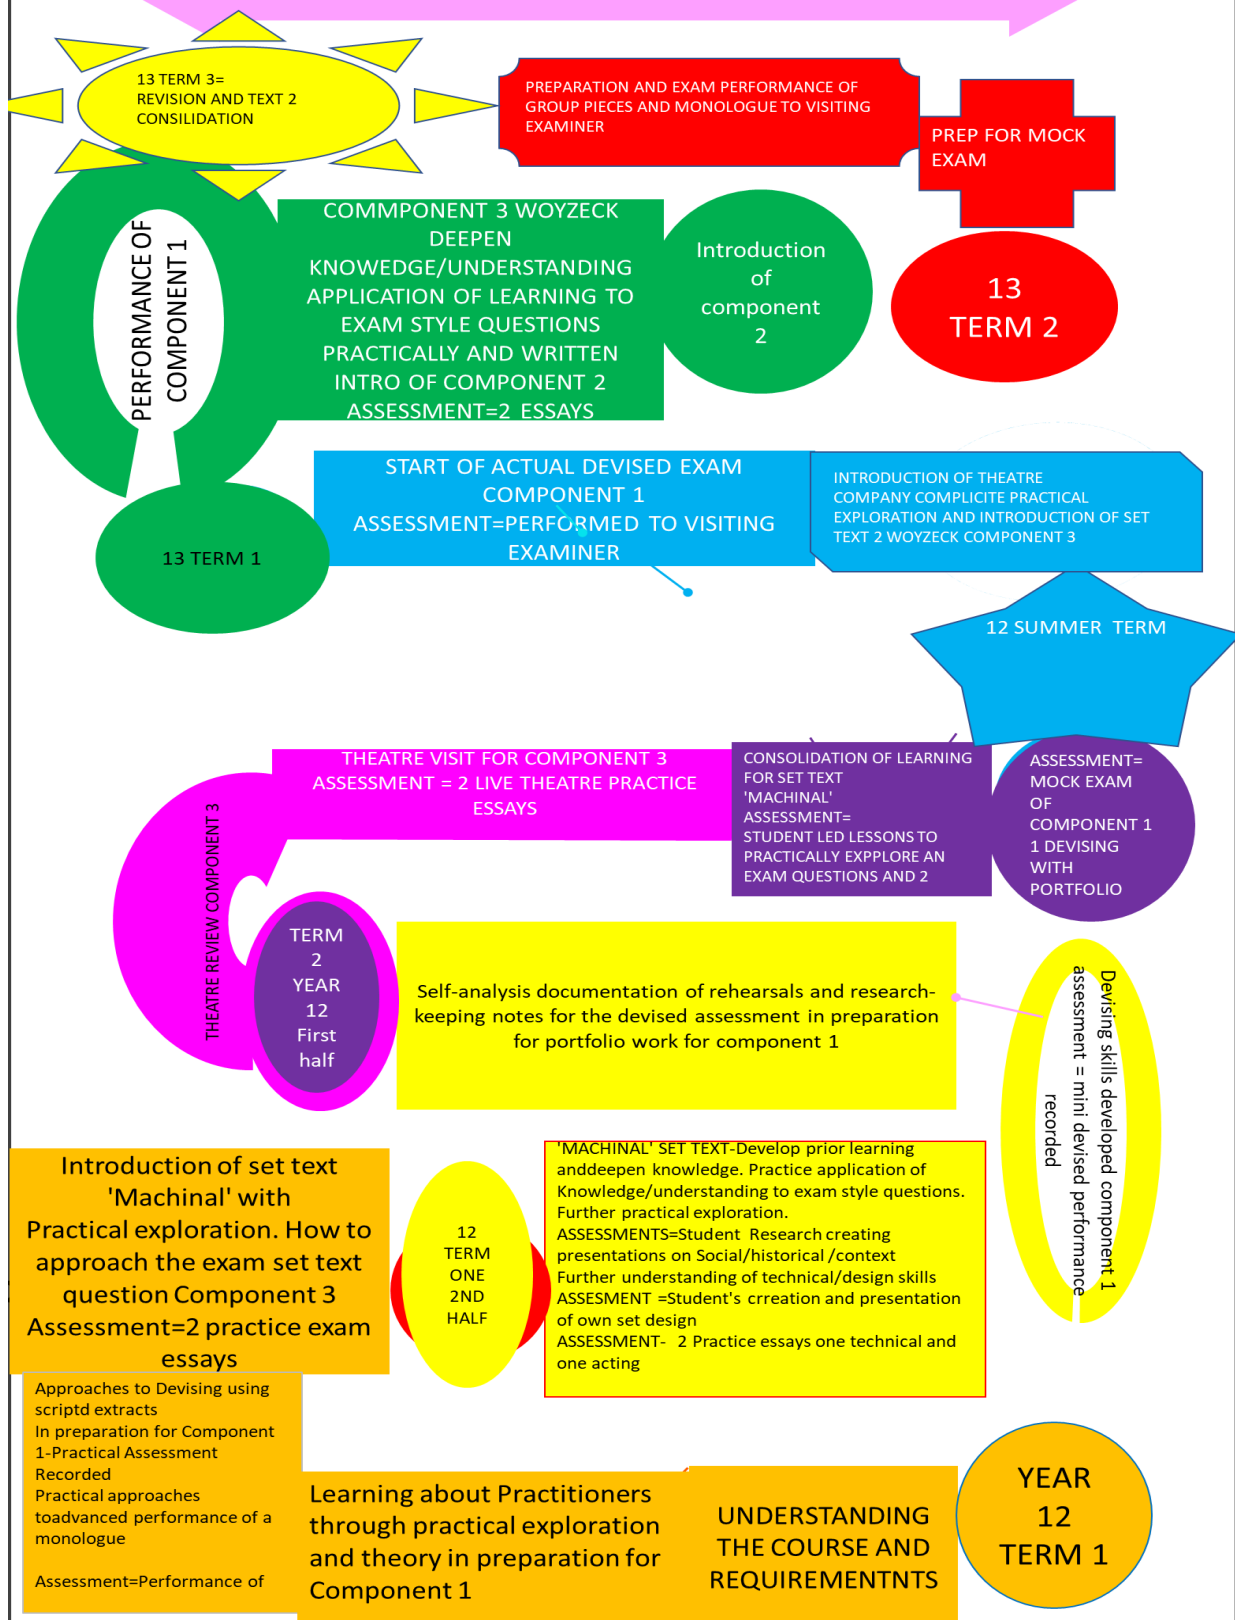 13 TERM 3=
REVISION AND TEXT 2
CONSILIDATION
PREPARATION AND EXAM PERFORMANCE OF
GROUP PIECES AND MONOLOGUE TO VISITING
EXAMINER
PREP FOR MOCK
EXAM
PERFORMANCE OF
COMPONENT 1
COMMPONENT 3 WOYZECK
DEEPEN
KNOWEDGE/UNDERSTANDING
APPLICATION OF LEARNING TO
EXAM STYLE QUESTIONS
PRACTICALLY AND WRITTEN
INTRO OF COMPONENT 2
ASSESSMENT=2 ESSAYS
Introduction
of
component
2
13
TERM 2
START OF ACTUAL DEVISED EXAM
COMPONENT 1
ASSESSMENT=PERFORMED TO VISITING
EXAMINER
INTRODUCTION OF THEATRE
COMPANY COMPLICITE PRACTICAL
EXPLORATION AND INTRODUCTION OF SET
TEXT 2 WOYZECK COMPONENT 3
13 TERM 1
12 SUMMER TERM
THEATRE VISIT FOR COMPONENT 3
ASSESSMENT = 2 LIVE THEATRE PRACTICE
ESSAYS
CONSOLIDATION OF LEARNING
FOR SET TEXT
'MACHINAL'
ASSESSMENT=
STUDENT LED LESSONS TO
PRACTICALLY EXPPLORE AN
EXAM QUESTIONS AND 2
ASSESSMENT=
MOCK EXAM
OF
COMPONENT 1
1 DEVISING
WITH
PORTFOLIO
THEATRE REVIEW COMPONENT 3
TERM
2
YEAR
12
First
half
Self-analysis documentation of rehearsals and research-
keeping notes for the devised assessment in preparation
for portfolio work for component 1
Devising skills developed component 1
assessment = mini devised performance
recorded
Introduction of set text
'Machinal' with
Practical exploration. How to
approach the exam set text
question Component 3
Assessment=2 practice exam
essays
12
TERM
ONE
2ND
HALF
'MACHINAL' SET TEXT-Develop prior learning
anddeepen knowledge. Practice application of
Knowledge/understanding to exam style questions.
Further practical exploration.
ASSESSMENTS=Student Research creating
presentations on Social/historical /context
Further understanding of technical/design skills
ASSESMENT =Student's crreation and presentation
of own set design
ASSESSMENT- 2 Practice essays one technical and
one acting
Approaches to Devising using
scriptd extracts
In preparation for Component
1-Practical Assessment
Recorded
Practical approaches
toadvanced performance of a
monologue
Assessment=Performance of
Learning about Practitioners
through practical exploration
and theory in preparation for
Component 1
UNDERSTANDING
THE COURSE AND
REQUIREMENTNTS
YEAR
12
TERM 1